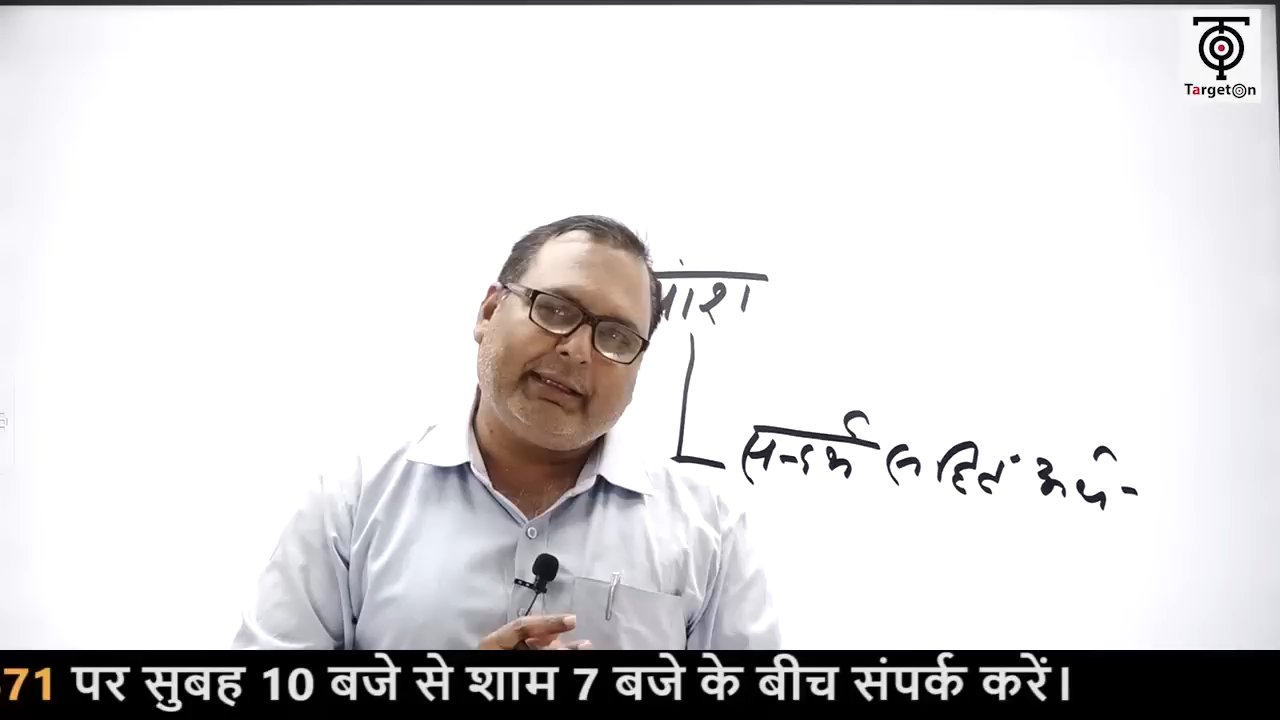 TargetOn
सन्दर्भ सहित अर्थ-
71 पर सुबह 10 बजे से शाम 7 बजे के बीच संपर्क करें।